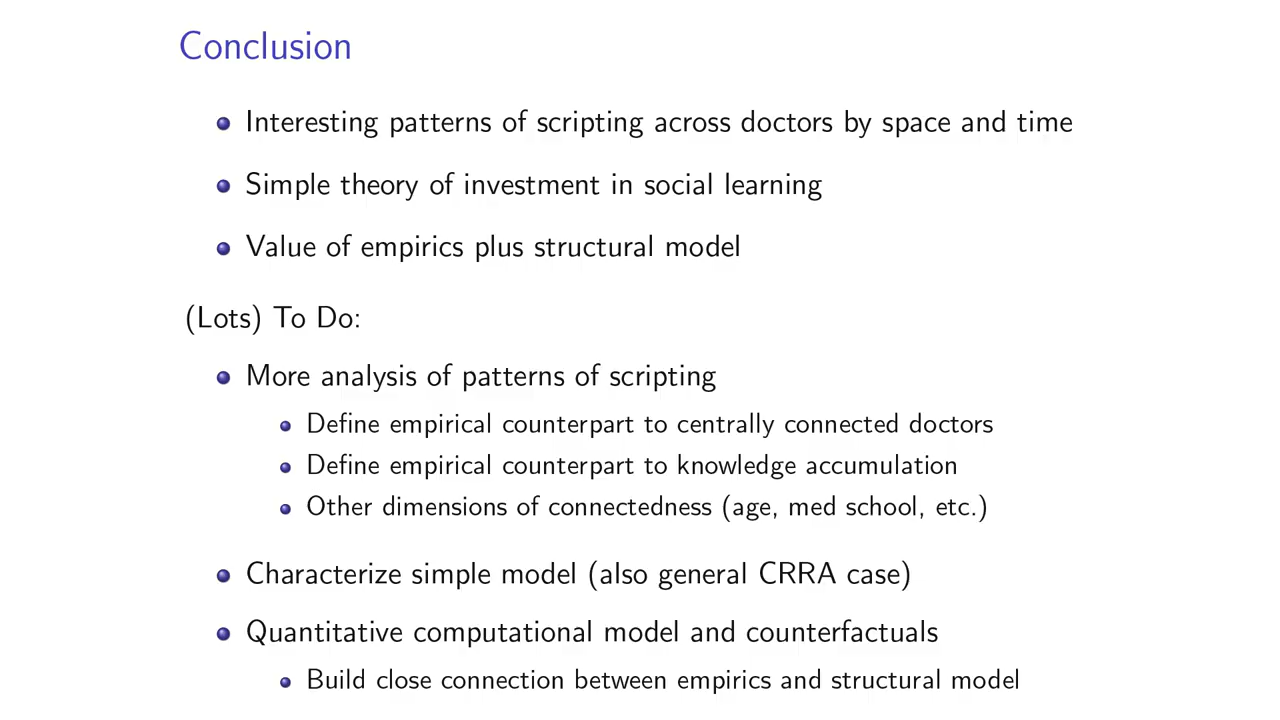 Conclusion
Interesting patterns of scripting across doctors by space and time
Simple theory of investment in social learning
Value of empirics plus structural model
(Lots) To Do:
More analysis of patterns of scripting
Define empirical counterpart to centrally connected doctors
Define empirical counterpart to knowledge accumulation
Other dimensions of connectedness (age, med school, etc.)
Characterize simple model (also general CRRA case)
Quantitative computational model and counterfactuals
Build close connection between empirics and structural model